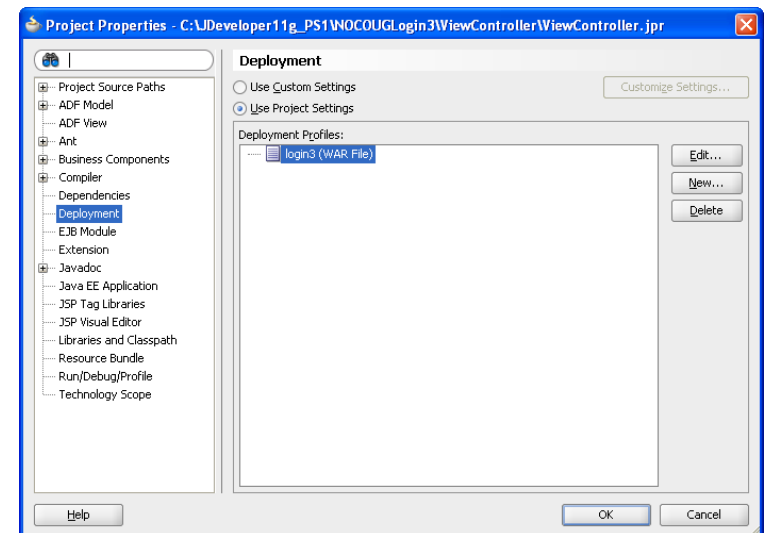 Project Properties - C:\JDeveloper11g_PS1\NOCOUGLogin3\ViewController\ViewController.jpr
Project Source Paths
ADF Model
ADF View
Ant
Business Components
Compiler
Dependencies
Deployment
EJB Module
Extension
Javadoc
Java EE Application
JSP Tag Libraries
JSP Visual Editor
Libraries and Classpath
Resource Bundle
Run/Debug/Profile
Technology Scope
Deployment
Use Custom Settings
Customize Settings...
Use Project Settings
Deployment Profiles:
login3 (WAR File)
Edit...
New...
Delete
Help
OK
Cancel